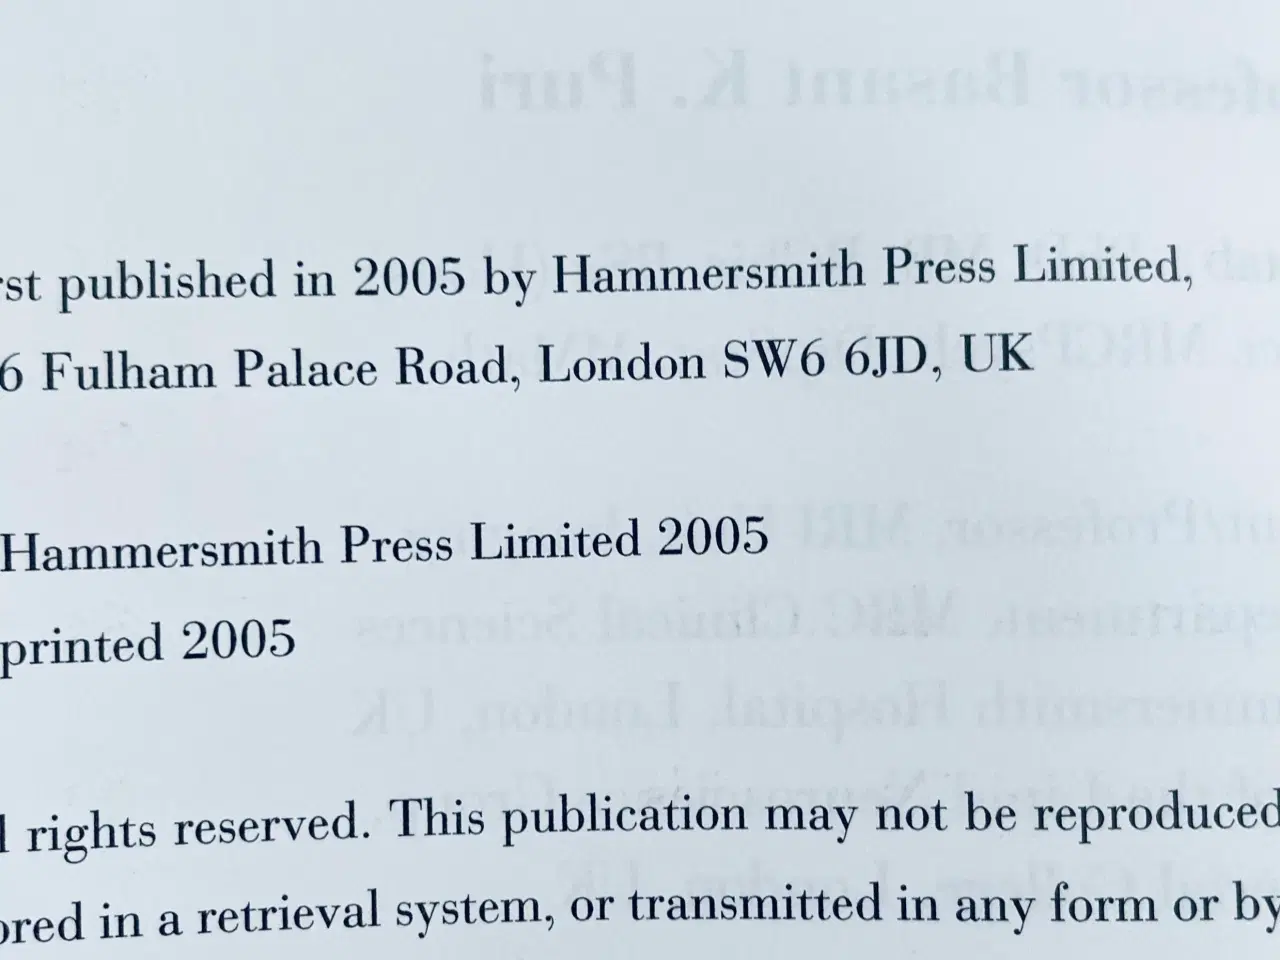 rst published in 2005 by Hammersmith Press Limited,
6 Fulham Palace Road, London SW6 6JD, UK
Hammersmith Press Limited 2005
printed 2005
l rights reserved. This publication may not be reproduced
ored in a retrieval system, or transmitted in any form or by